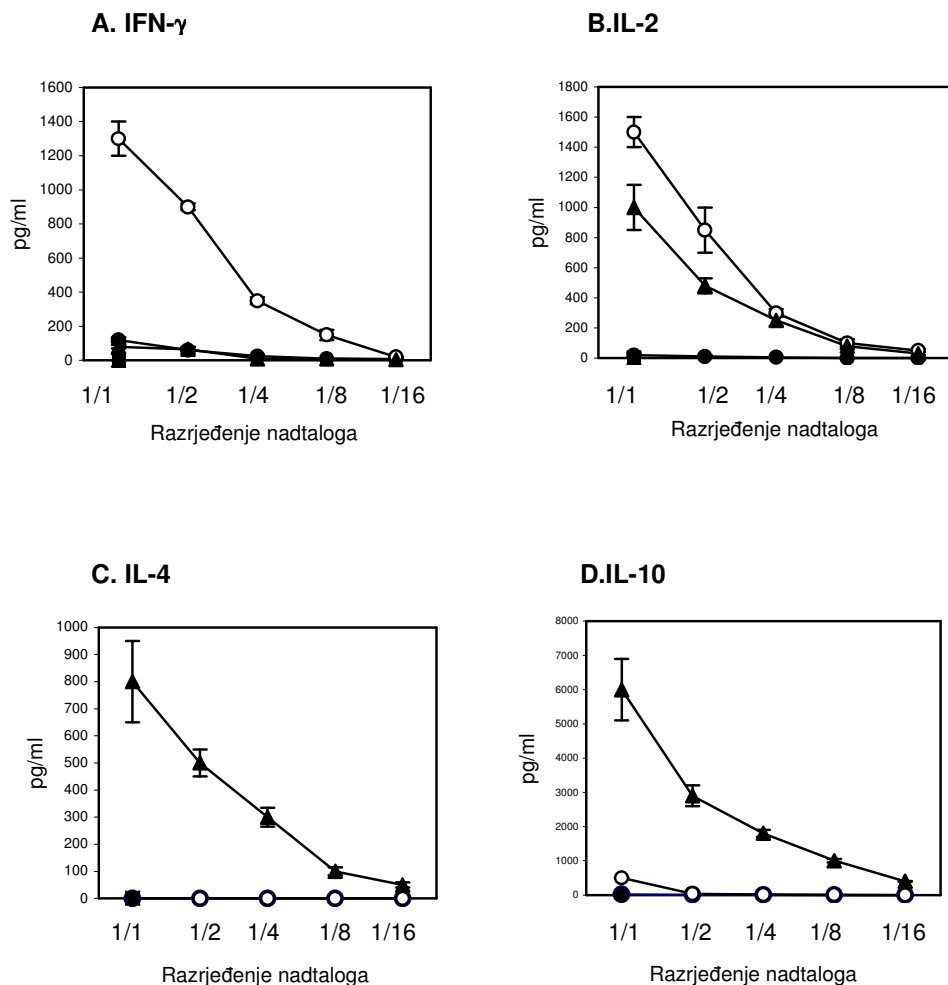 A. IFN-γ
1600
1400
1200
1000
800
600
400
200
0
pg/ml
1/1 1/2 1/4 1/8 1/16
Razrjeđenje nadtaloga
B.IL-2
1800
1600
1400
1200
1000
800
600
400
200
0
pg/ml
1/1 1/2 1/4 1/8 1/16
Razrjeđenje nadtaloga
C. IL-4
1000
900
800
700
600
500
400
300
200
100
0
pg/ml
1/1 1/2 1/4 1/8 1/16
Razrjeđenje nadtaloga
D.IL-10
8000
7000
6000
5000
4000
3000
2000
1000
0
pg/ml
1/1 1/2 1/4 1/8 1/16
Razrjeđenje nadtaloga